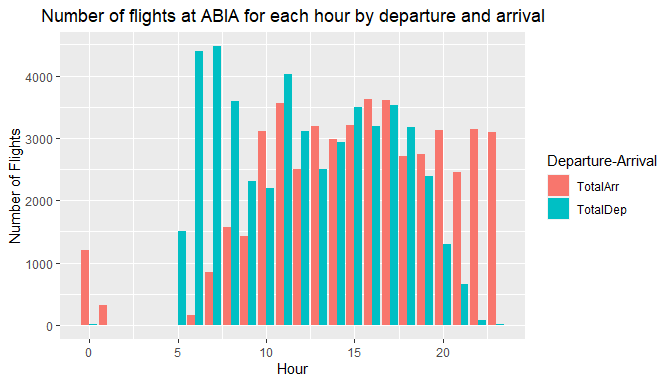 Number of flights at ABIA for each hour by departure and arrival
Number of Flights
4000
3000
2000
1000
0
0 5 10 15 20
Hour
Departure-Arrival
TotalArr
TotalDep